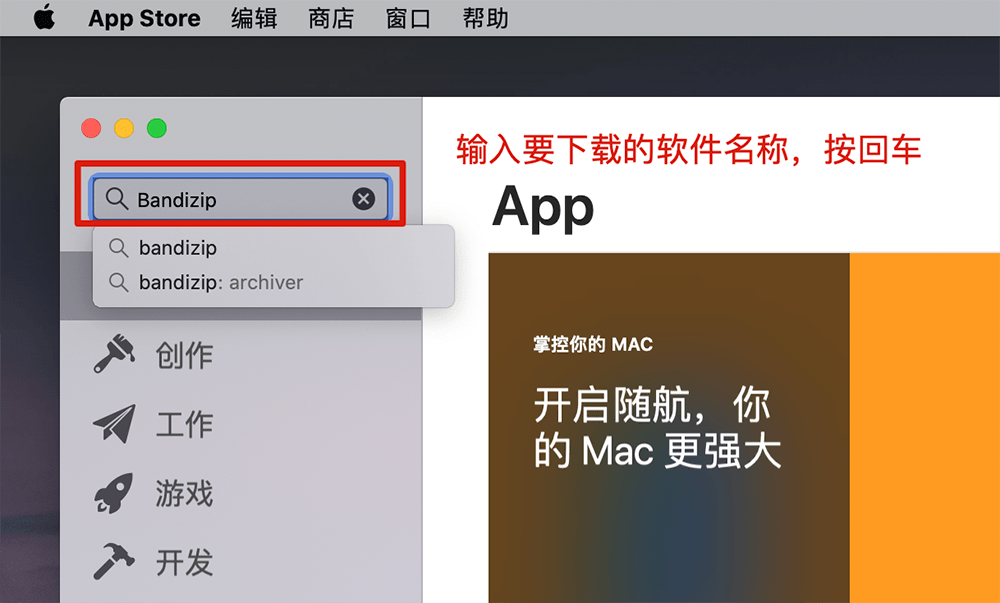 App Store 编辑 商店 窗口 帮助
输入要下载的软件名称，按回车
Bandizip
bandizip
bandizip: archiver
App
掌控你的 MAC
开启随航，你
的 Mac 更强大
创作
工作
游戏
开发